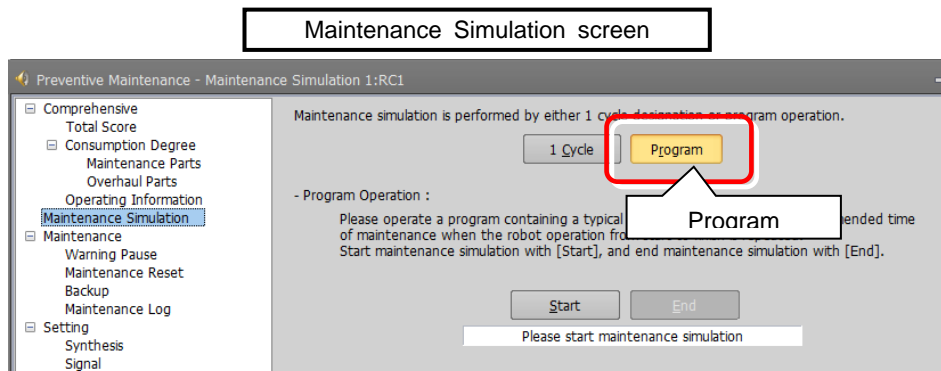 Maintenance Simulation screen
Preventive Maintenance - Maintenance Simulation 1:RC1
Comprehensive
Total Score
Consumption Degree
Maintenance Parts
Overhaul Parts
Operating Information
Maintenance Simulation
Maintenance
Warning Pause
Maintenance Reset
Backup
Maintenance Log
Setting
Synthesis
Signal
Maintenance simulation is performed by either 1 cycle designation or program operation.
1 Cycle
Program
Program
- Program Operation :
Please operate a program containing a typical time
of maintenance when the robot operation
Start maintenance simulation with [Start], and end maintenance simulation with [End].
Start
End
Please start maintenance simulation